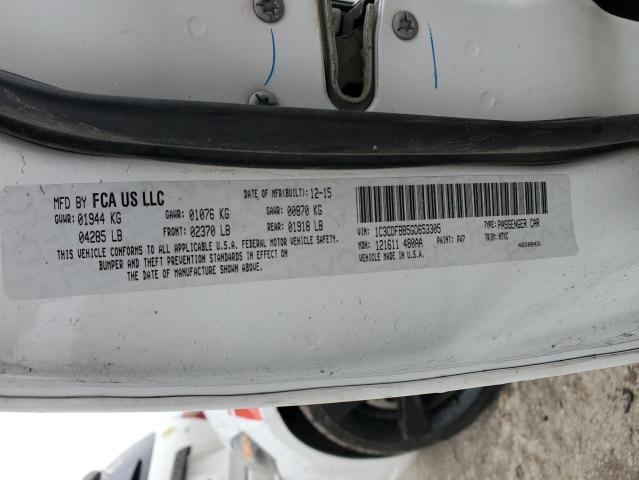 MFD BY FCA US LLC DATE OF MFR(BUILT): 12-15
GVWR: 01944 KG GAWR: 01076 KG GAWR: 00870 KG
04285 LB FRONT: 02370 LB REAR: 01918 LB
THIS VEHICLE CONFORMS TO ALL APPLICABLE U.S.A. FEDERAL MOTOR VEHICLE SAFETY,
BUMPER AND THEFT PREVENTION STANDARDS IN EFFECT ON
THE DATE OF MANUFACTURE SHOWN ABOVE.
VIN: 1C3CDFBB5GD653305 TYPE: PASSENGER CAR
MDH: 121611 480AA PAINT: PW7 TRIM: M7XC
VEHICLE MADE IN U.S.A. 4658843